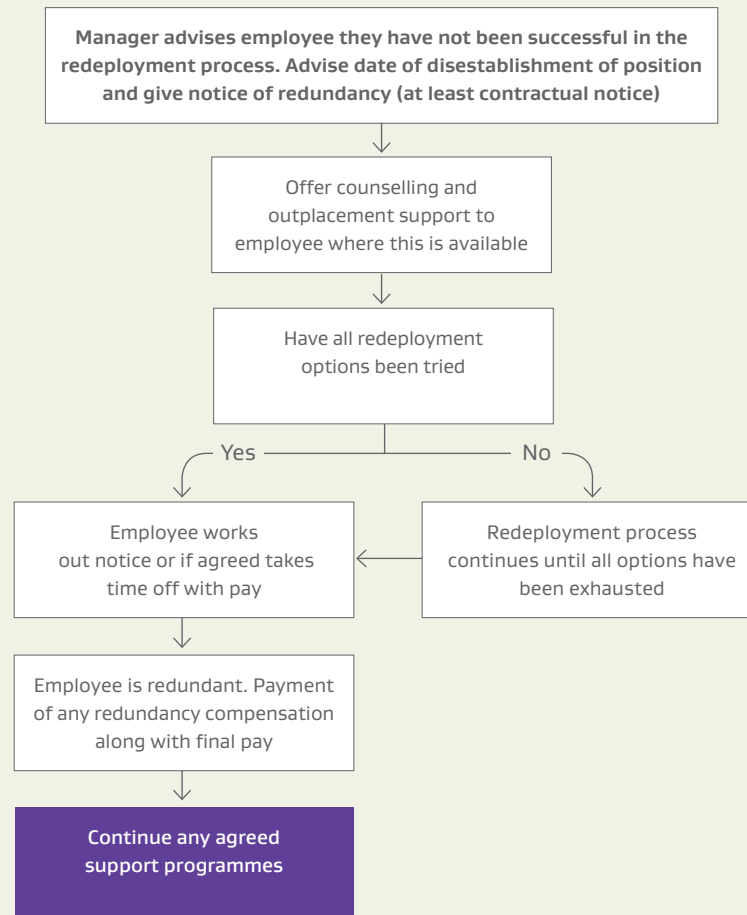 Manager advises employee they have not been successful in the
redeployment process. Advise date of disestablishment of position
and give notice of redundancy (at least contractual notice)
Offer counselling and
outplacement support to
employee where this is available
Have all redeployment
options been tried
Yes
No
Employee works
out notice or if agreed takes
time off with pay
Redeployment process
continues until all options have
been exhausted
Employee is redundant. Payment
of any redundancy compensation
along with final pay
Continue any agreed
support programmes